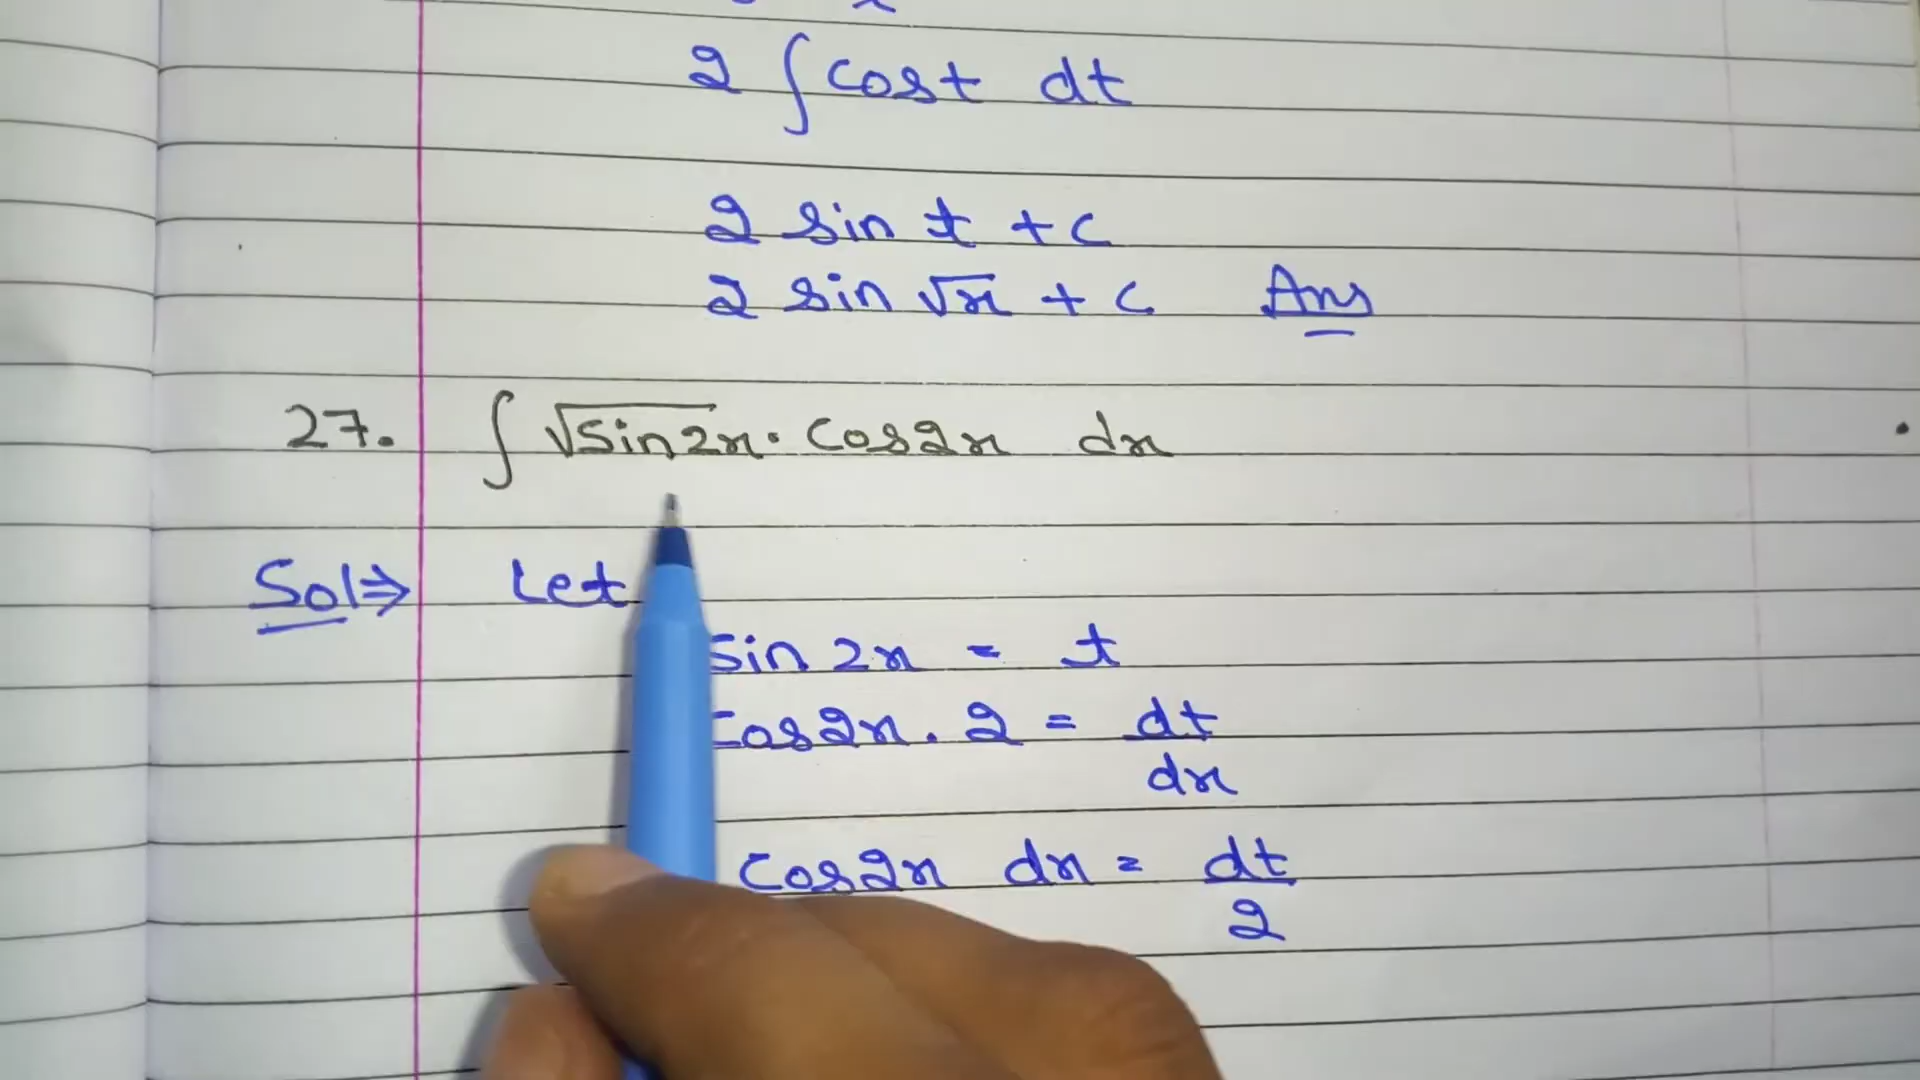 2 ∫ cost dt
2 sin t + c
2 sin √x + c Ans
27. ∫ √sin2x · cos2x dx
Sol⇒ Let
sin 2x = t
cos2x . 2 = dt/dx
cos2x dx = dt/2